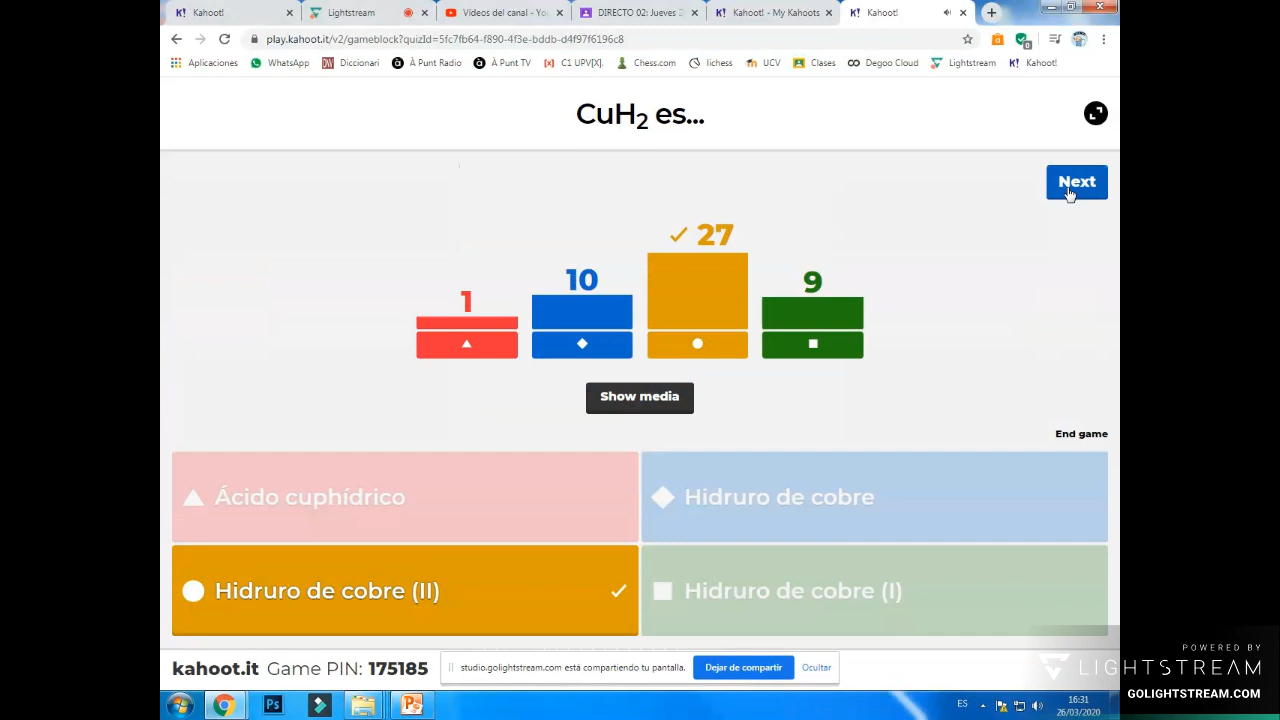 Kahoot!
Lightstream
Vídeos del canal - Yo
DIRECTO 02: Jueves 2
Kahoot! - My Kahoots
Kahoot!
play.kahoot.it/v2/gameblock?quizId=5fc7fb64-f890-4f3e-bddb-d4f97f6196c8
Aplicaciones
WhatsApp
Diccionari
À Punt Radio
À Punt TV
C1 UPV[X].
Chess.com
lichess
UCV
Clases
Degoo Cloud
Lightstream
Kahoot!
CuH₂ es...
Next
1
10
27
9
Show media
End game
Ácido cuphídrico
Hidruro de cobre
Hidruro de cobre (II)
Hidruro de cobre (I)
kahoot.it Game PIN: 175185
studio.golightstream.com está compartiendo tu pantalla.
Dejar de compartir
Ocultar
POWERED BY
LIGHTSTREAM
GOLIGHTSTREAM.COM
ES
16:31
26/03/2020